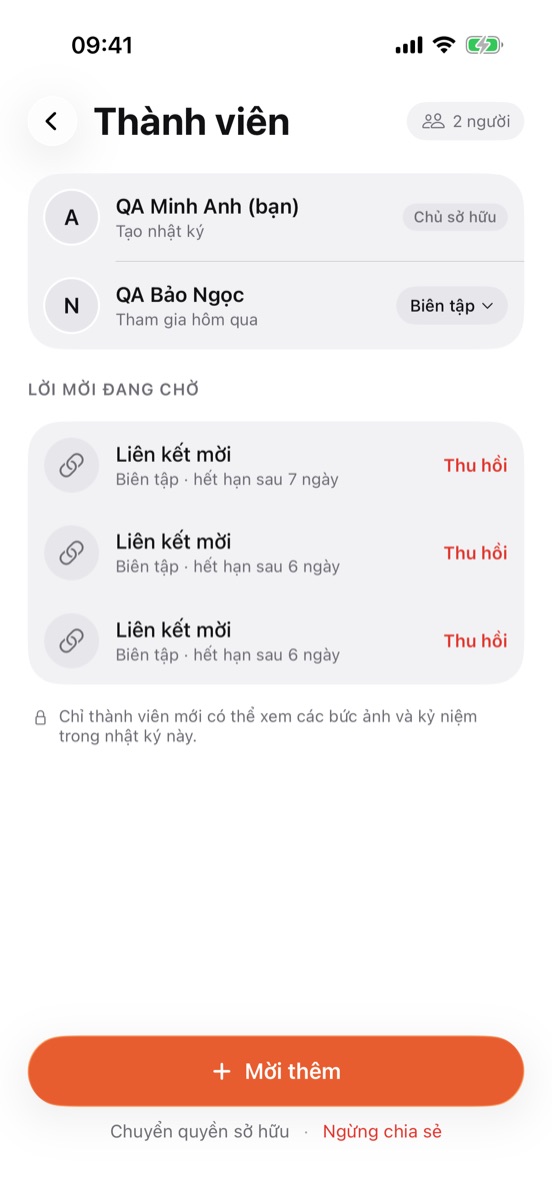 09:41
Thành viên
2 người
A
QA Minh Anh (bạn)
Tạo nhật ký
Chủ sở hữu
N
QA Bảo Ngọc
Tham gia hôm qua
Biên tập
LỜI MỜI ĐANG CHỜ
Liên kết mời
Biên tập · hết hạn sau 7 ngày
Thu hồi
Liên kết mời
Biên tập · hết hạn sau 6 ngày
Thu hồi
Liên kết mời
Biên tập · hết hạn sau 6 ngày
Thu hồi
Chỉ thành viên mới có thể xem các bức ảnh và kỷ niệm
trong nhật ký này.
+ Mời thêm
Chuyển quyền sở hữu · Ngừng chia sẻ